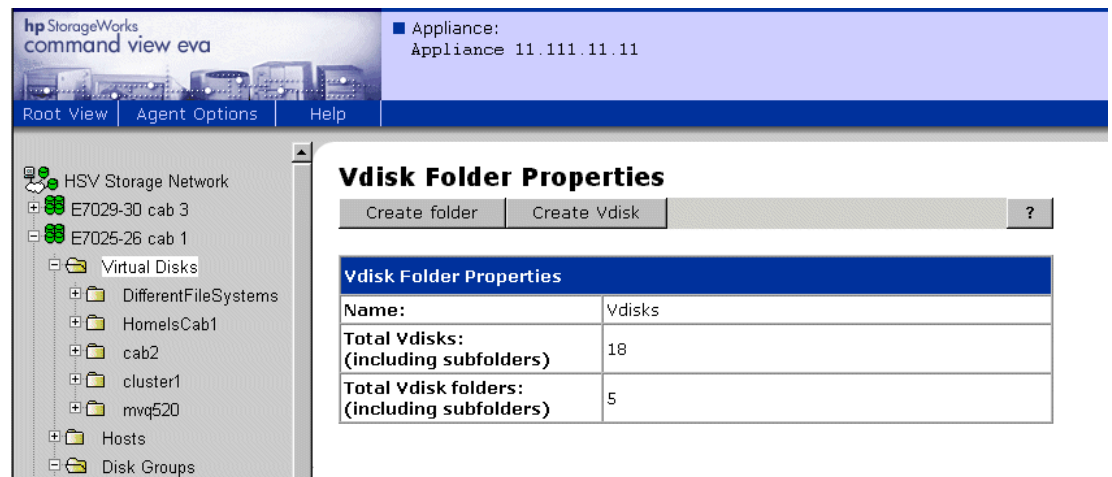 hp StorageWorks
command view eva
Appliance:
Appliance 11.111.11.11
Root View
Agent Options
Help
HSV Storage Network
E7029-30 cab 3
E7025-26 cab 1
Virtual Disks
DifferentFileSystems
HomeIsCab1
cab2
cluster1
mvq520
Hosts
Disk Groups
Vdisk Folder Properties
Create folder
Create Vdisk
?
Vdisk Folder Properties
Name:
Vdisks
Total Vdisks:
(including subfolders)
18
Total Vdisk folders:
(including subfolders)
5